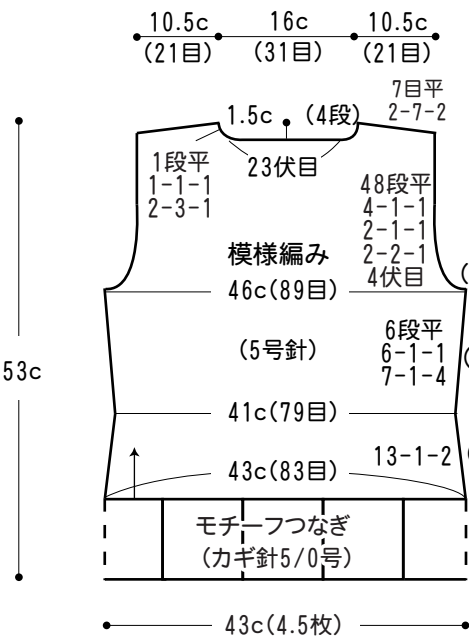 10.5c 16c 10.5c
(21目) (31目) (21目)
7目平
2-7-2
1.5c (4段)
1段平
1-1-1
2-3-1
23伏目
48段平
4-1-1
2-1-1
2-2-1
4伏目
模様編み
46c(89目)
(5号針)
6段平
6-1-1
7-1-4
53c
41c(79目)
13-1-2
43c(83目)
モチーフつなぎ
(カギ針5/0号)
43c(4.5枚)